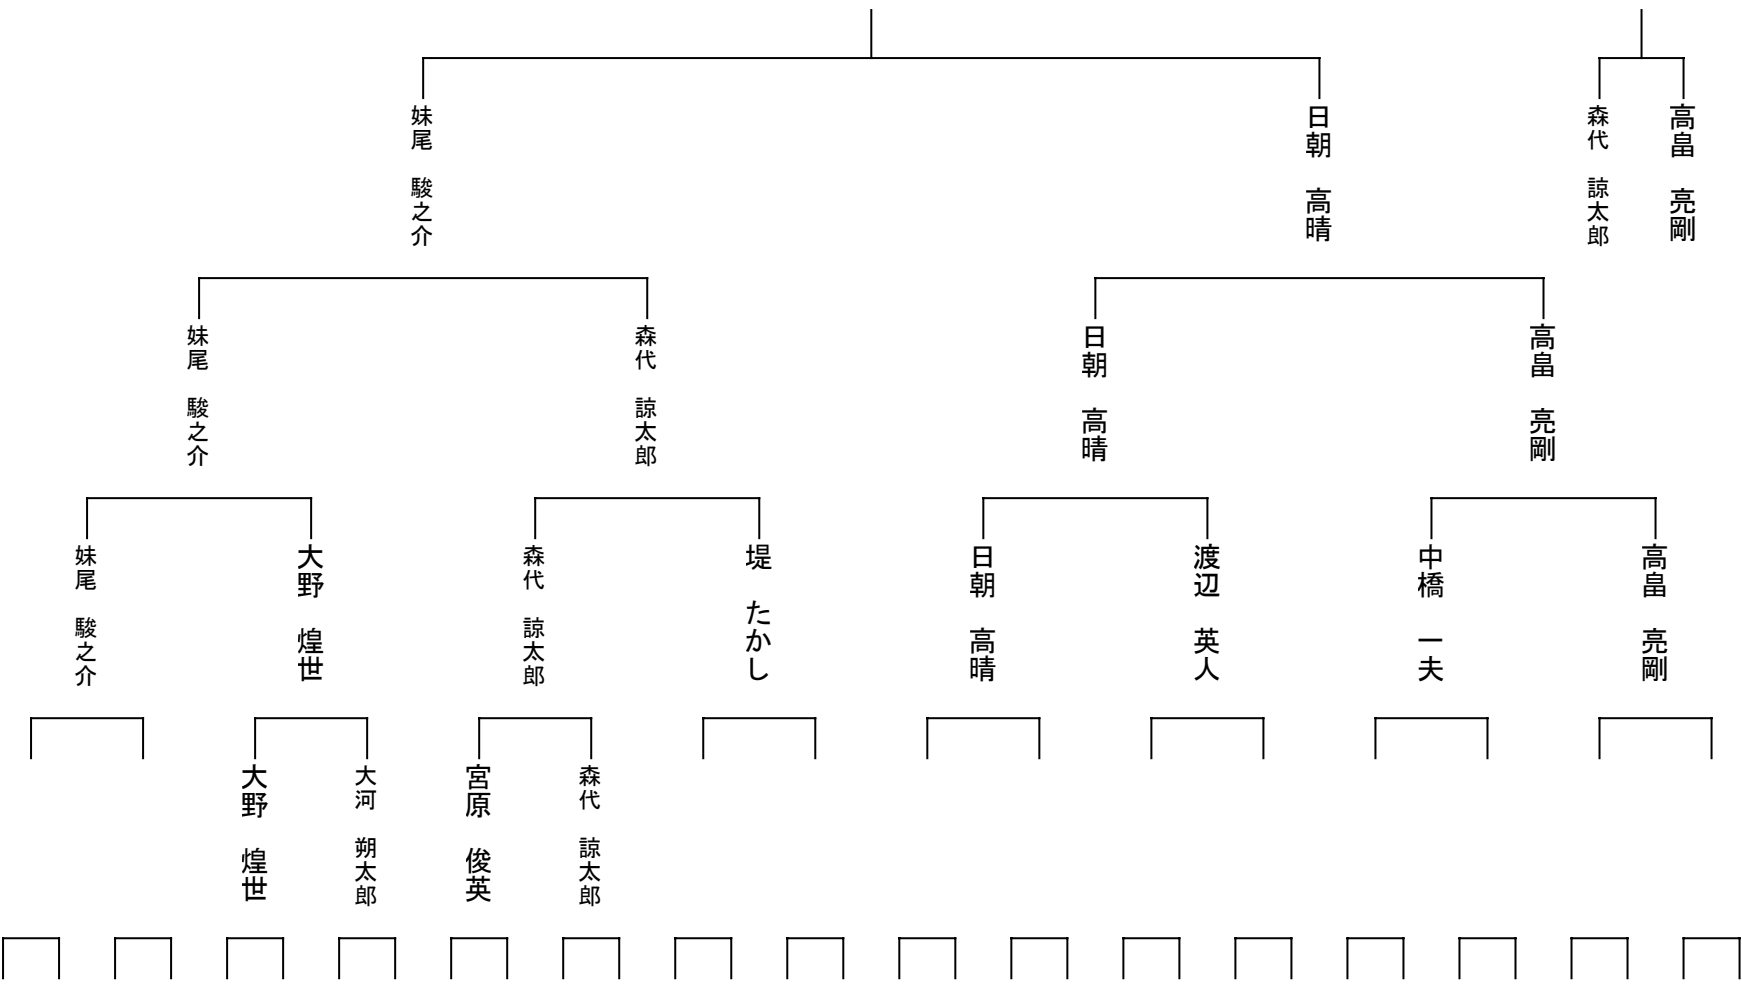 妹尾 駿之介
日朝 高晴
森代 諒太郎
高畠 亮剛
妹尾 駿之介
森代 諒太郎
日朝 高晴
高畠 亮剛
妹尾 駿之介
大野 煌世
森代 諒太郎
堤 たかし
日朝 高晴
渡辺 英人
中橋 一夫
高畠 亮剛
大野 煌世
大河 朔太郎
宮原 俊英
森代 諒太郎